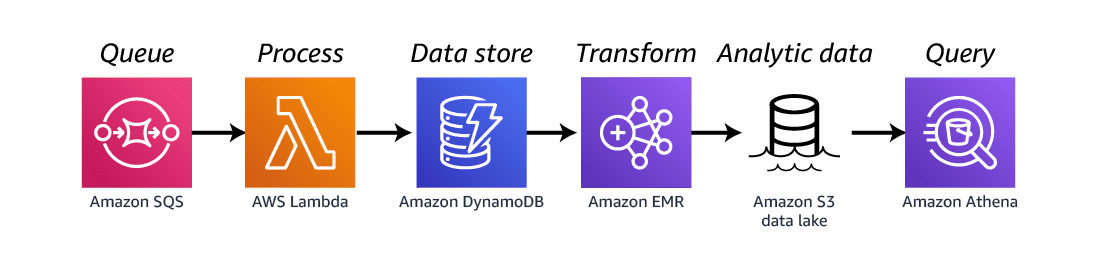 Queue
Process
Data store
Transform
Analytic data
Query
Amazon SQS
AWS Lambda
Amazon DynamoDB
Amazon EMR
Amazon S3
data lake
Amazon Athena